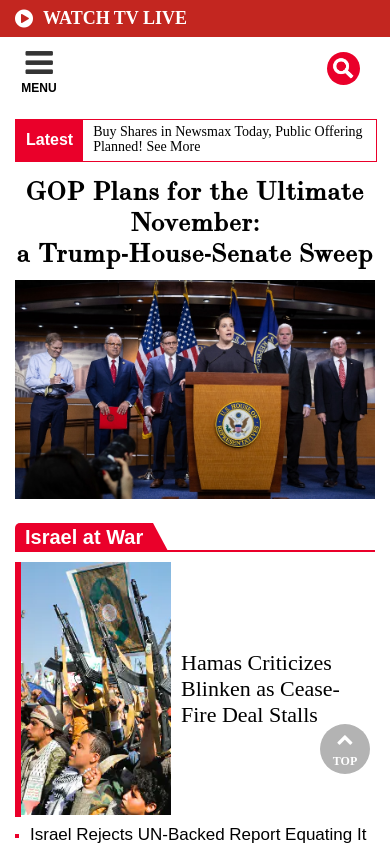 WATCH TV LIVE
MENU
Latest
Buy Shares in Newsmax Today, Public Offering
Planned! See More
GOP Plans for the Ultimate
November:
a Trump-House-Senate Sweep
Israel at War
Hamas Criticizes
Blinken as Cease-
Fire Deal Stalls
TOP
Israel Rejects UN-Backed Report Equating It